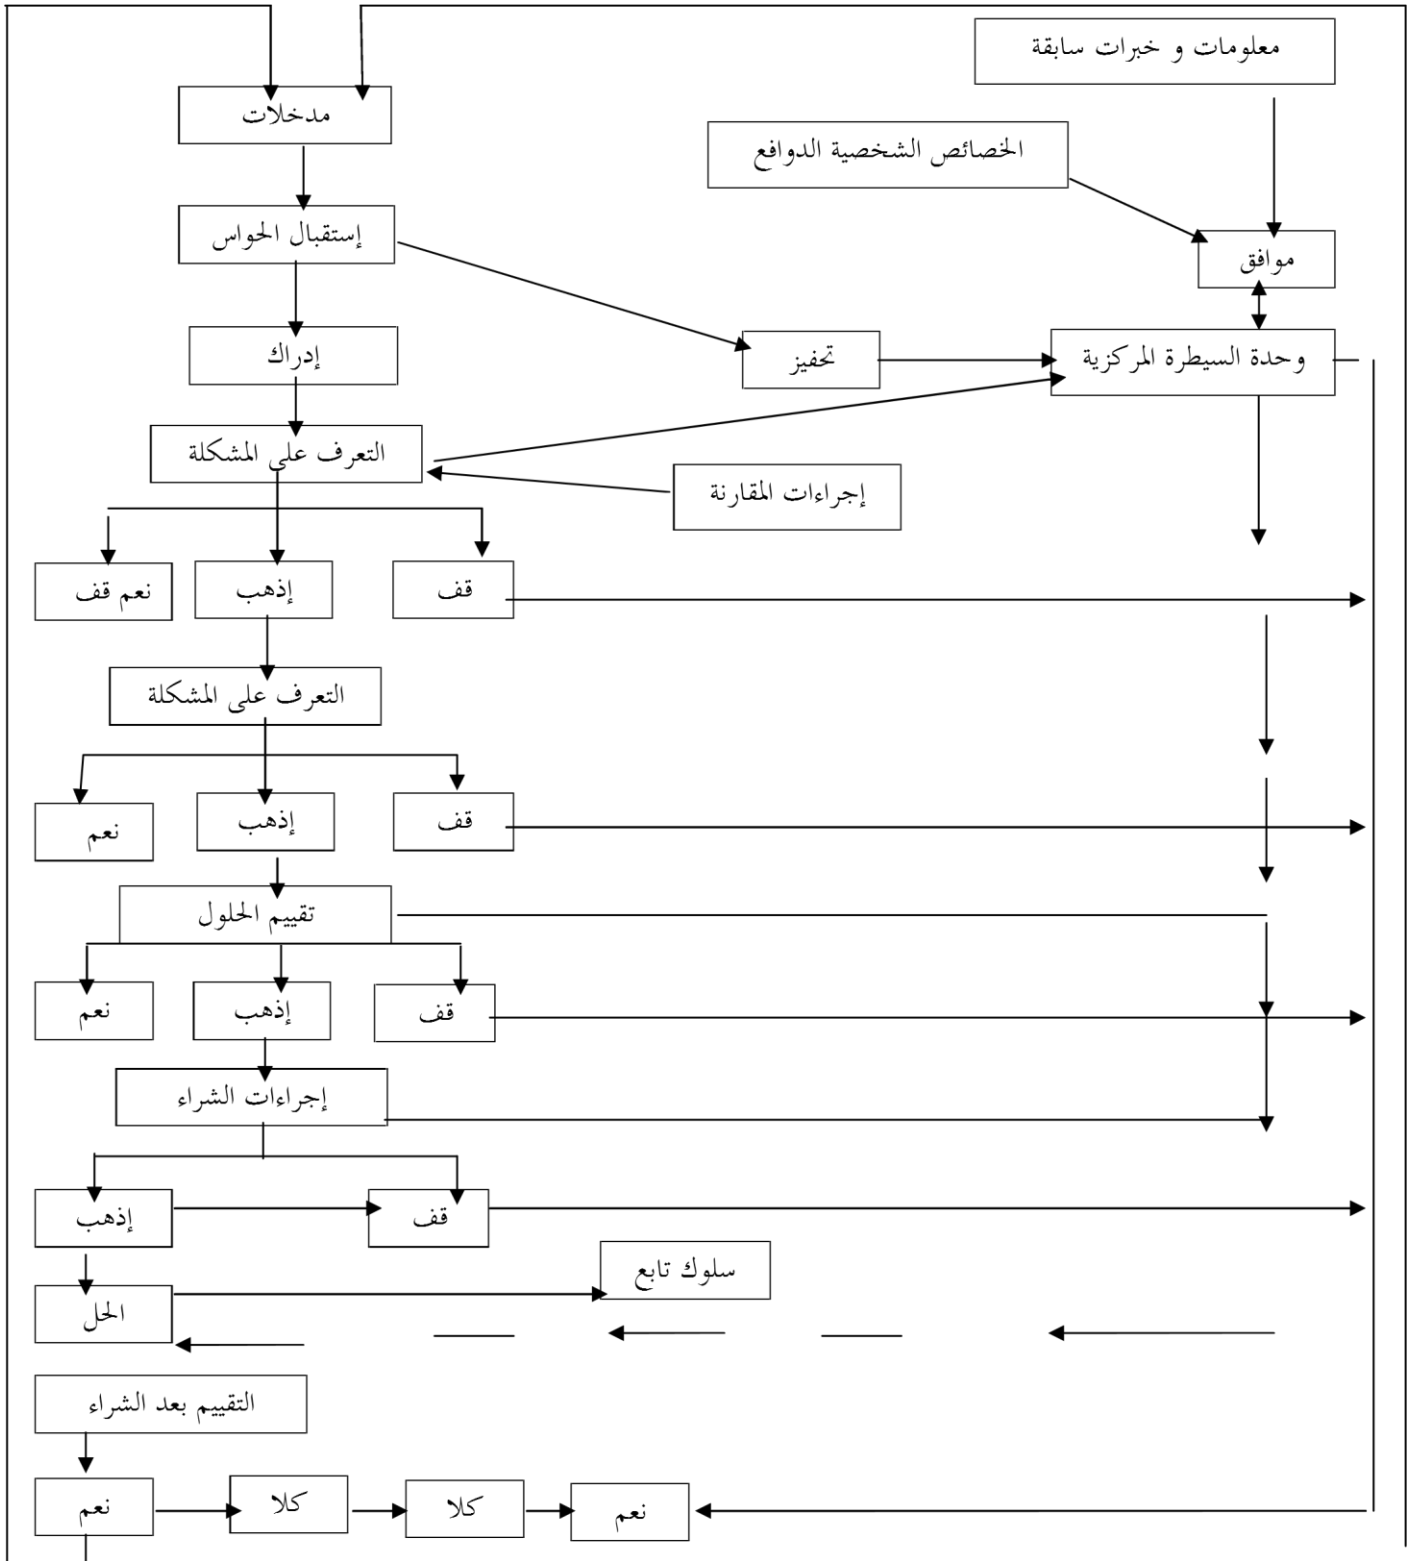 معلومات و خبرات سابقة
مدخلات
الخصائص الشخصية الدوافع
إستقبال الحواس
موافق
إدراك
تحفيز
وحدة السيطرة المركزية
التعرف على المشكلة
إجراءات المقارنة
قف
إذهب
نعم قف
التعرف على المشكلة
قف
إذهب
نعم
تقييم الحلول
قف
إذهب
نعم
إجراءات الشراء
قف
إذهب
سلوك تابع
الحل
التقييم بعد الشراء
نعم
كلا
كلا
نعم